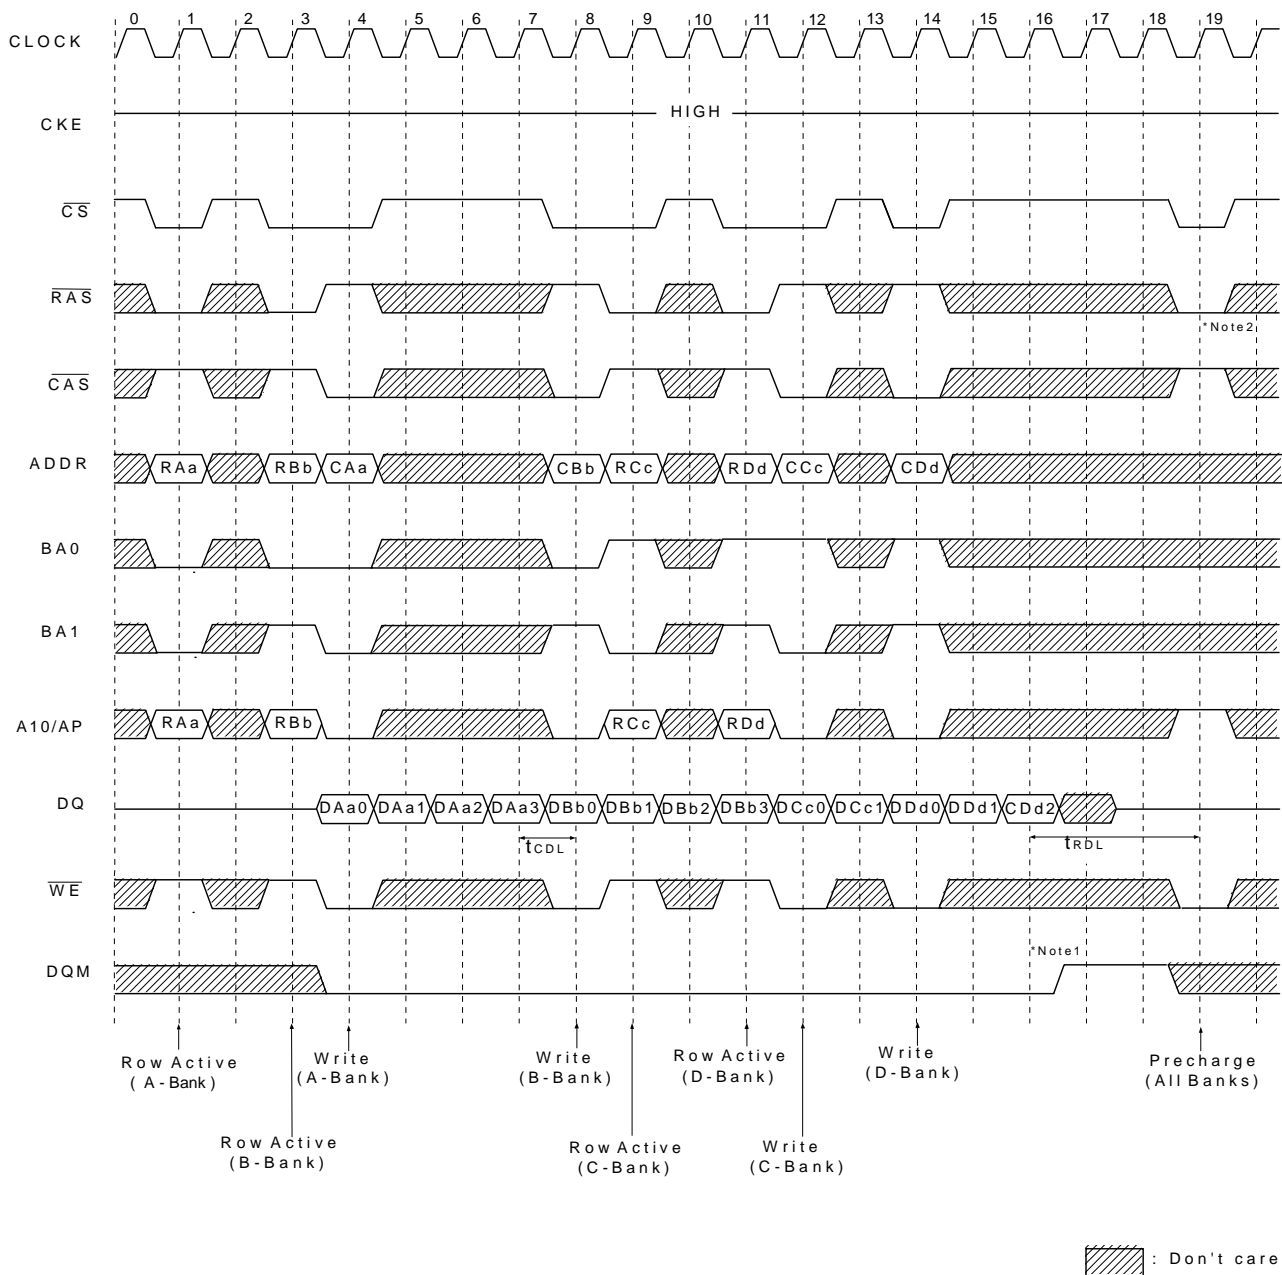 0 1 2 3 4 5 6 7 8 9 10 11 12 13 14 15 16 17 18 19
CLOCK
CKE
HIGH
CS
RAS
*Note2
CAS
ADDR
RAa RBb CAa CBb RCc RDd CCc CDd
BA0
BA1
A10/AP
RAa RBb RCc RDd
DQ
DAa0 DAa1 DAa2 DAa3 DBb0 DBb1 DBb2 DBb3 DCc0 DCc1 DDd0 DDd1 CDd2
tCDL
tRDL
WE
*Note1
DQM
Row Active
(A-Bank)
Write
(A-Bank)
Write
(B-Bank)
Row Active
(D-Bank)
Write
(D-Bank)
Precharge
(All Banks)
Row Active
(B-Bank)
Row Active
(C-Bank)
Write
(C-Bank)
: Don't care